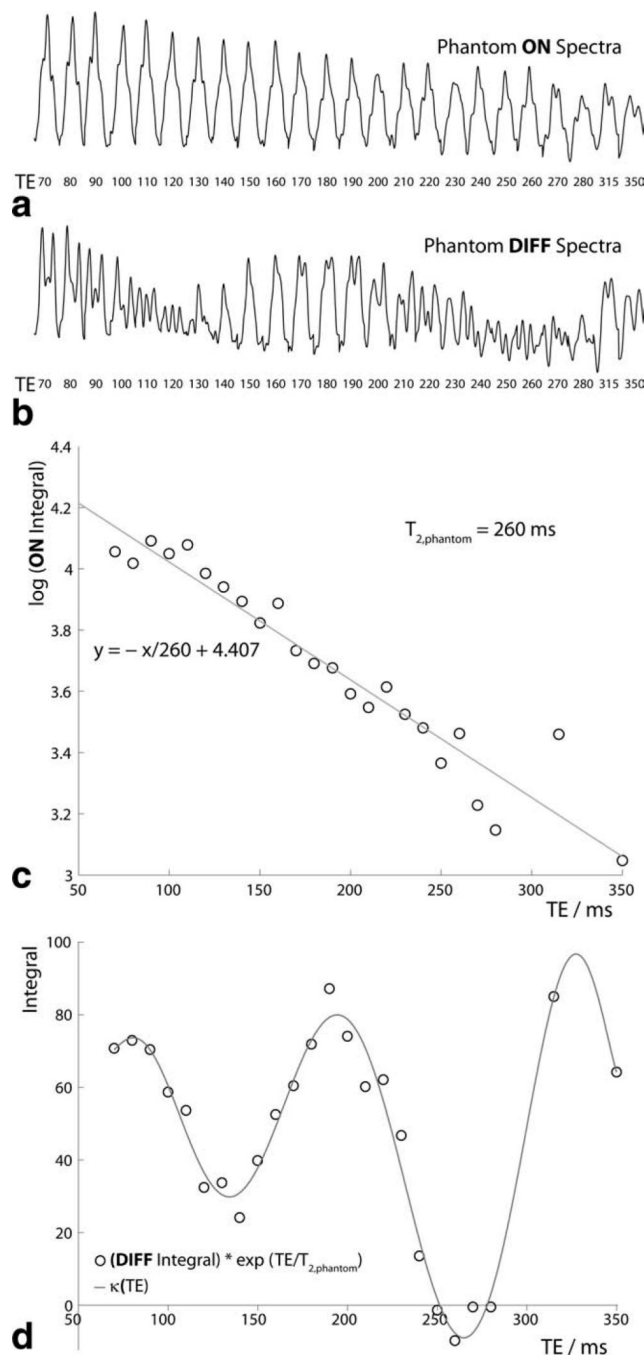 Phantom ON Spectra
TE 70 80 90 100 110 120 130 140 150 160 170 180 190 200 210 220 230 240 250 260 270 280 315 350
a
Phantom DIFF Spectra
TE 70 80 90 100 110 120 130 140 150 160 170 180 190 200 210 220 230 240 250 260 270 280 315 350
b
4.4
4.2
4
3.8
3.6
3.4
3.2
3
log (ON Integral)
T2,phantom = 260 ms
y = – x/260 + 4.407
c
50 100 150 200 250 300 350
TE / ms
Integral
100
80
60
40
20
0
(DIFF Integral) * exp (TE/T2,phantom)
– κ(TE)
d
50 100 150 200 250 300 350
TE / ms